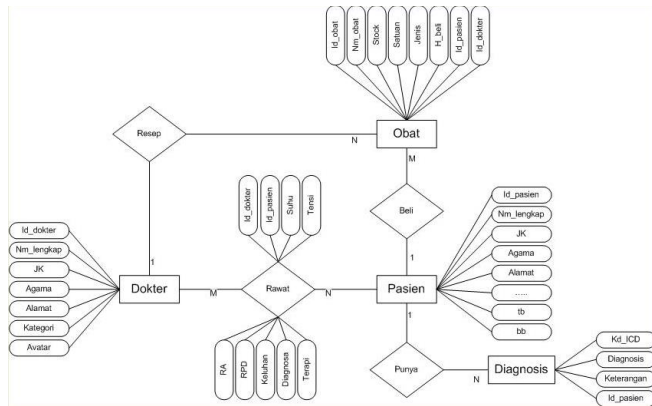 Id_obat
Nm_obat
Stock
Satuan
Jenis
H_beli
Id_pasien
Id_dokter
Resep
N
Obat
M
Id_dokter
Id_pasien
Suhu
Tensi
Beli
Id_pasien
Nm_lengkap
JK
Agama
Alamat
.....
tb
bb
Id_dokter
Nm_lengkap
JK
Agama
Alamat
Kategori
Avatar
1
Dokter
M
Rawat
N
1
Pasien
1
RA
RPD
Keluhan
Diagnosa
Terapi
Punya
N
Diagnosis
Kd_ICD
Diagnosis
Keterangan
Id_pasien